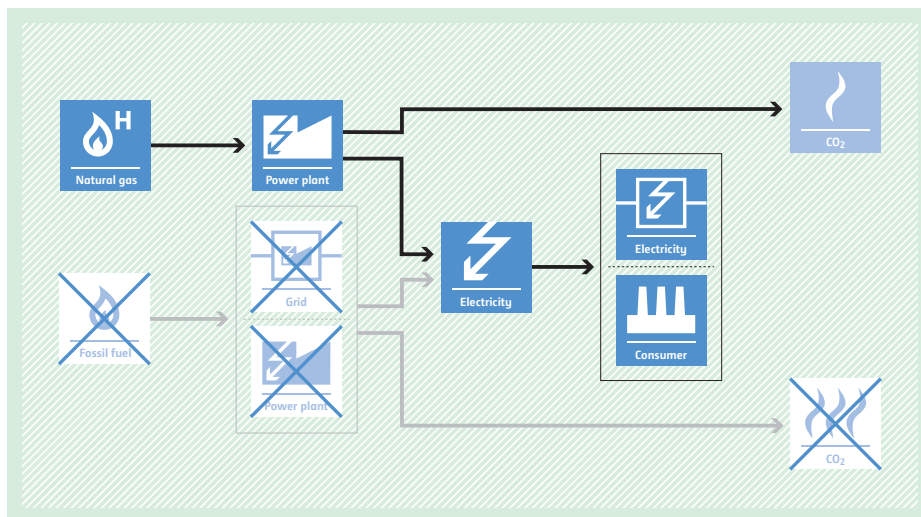 H
Natural gas
Power plant
CO₂
Electricity
Grid
Electricity
Fossil fuel
Power plant
Consumer
CO₂